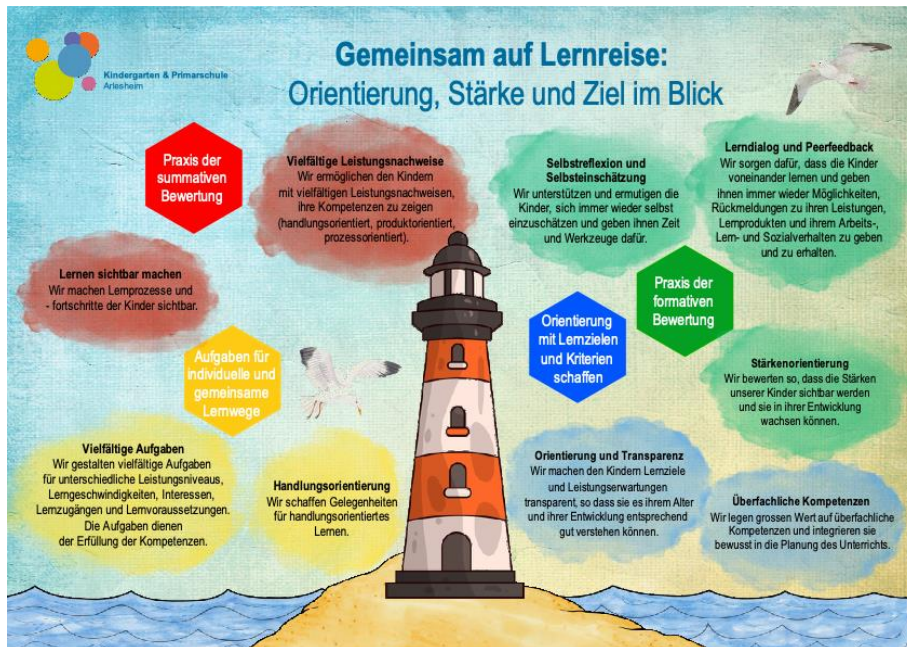 Kindergarten & Primarschule
Arlesheim
Gemeinsam auf Lernreise:
Orientierung, Stärke und Ziel im Blick
Praxis der
summativen
Bewertung
Vielfältige Leistungsnachweise
Wir ermöglichen den Kindern
mit vielfältigen Leistungsnachweisen,
ihre Kompetenzen zu zeigen
(handlungsorientiert, produktorientiert,
prozessorientiert).
Lernen sichtbar machen
Wir machen Lernprozesse und
- fortschritte der Kinder sichtbar.
Selbstreflexion und
Selbsteinschätzung
Wir unterstützen und ermutigen die
Kinder, sich immer wieder selbst
einzuschätzen und geben ihnen Zeit
und Werkzeuge dafür.
Lerndialog und Peerfeedback
Wir sorgen dafür, dass die Kinder
voneinander lernen und geben
ihnen immer wieder Möglichkeiten,
Rückmeldungen zu ihren Leistungen,
Lernprodukten und ihrem Arbeits-,
Lern- und Sozialverhalten zu geben
und zu erhalten.
Praxis der
formativen
Bewertung
Orientierung
mit Lernzielen
und Kriterien
schaffen
Aufgaben für
individuelle und
gemeinsame
Lernwege
Stärkenorientierung
Wir bewerten so, dass die Stärken
unserer Kinder sichtbar werden
und sie in ihrer Entwicklung
wachsen können.
Vielfältige Aufgaben
Wir gestalten vielfältige Aufgaben
für unterschiedliche Leistungsniveaus,
Lerngeschwindigkeiten, Interessen,
Lernzugängen und Lernvoraussetzungen.
Die Aufgaben dienen
der Erfüllung der Kompetenzen.
Handlungsorientierung
Wir schaffen Gelegenheiten
für handlungsorientiertes
Lernen.
Orientierung und Transparenz
Wir machen den Kindern Lernziele
und Leistungserwartungen
transparent, so dass sie es ihrem Alter
und ihrer Entwicklung entsprechend
gut verstehen können.
Überfachliche Kompetenzen
Wir legen grossen Wert auf überfachliche
Kompetenzen und integrieren sie
bewusst in die Planung des Unterrichts.